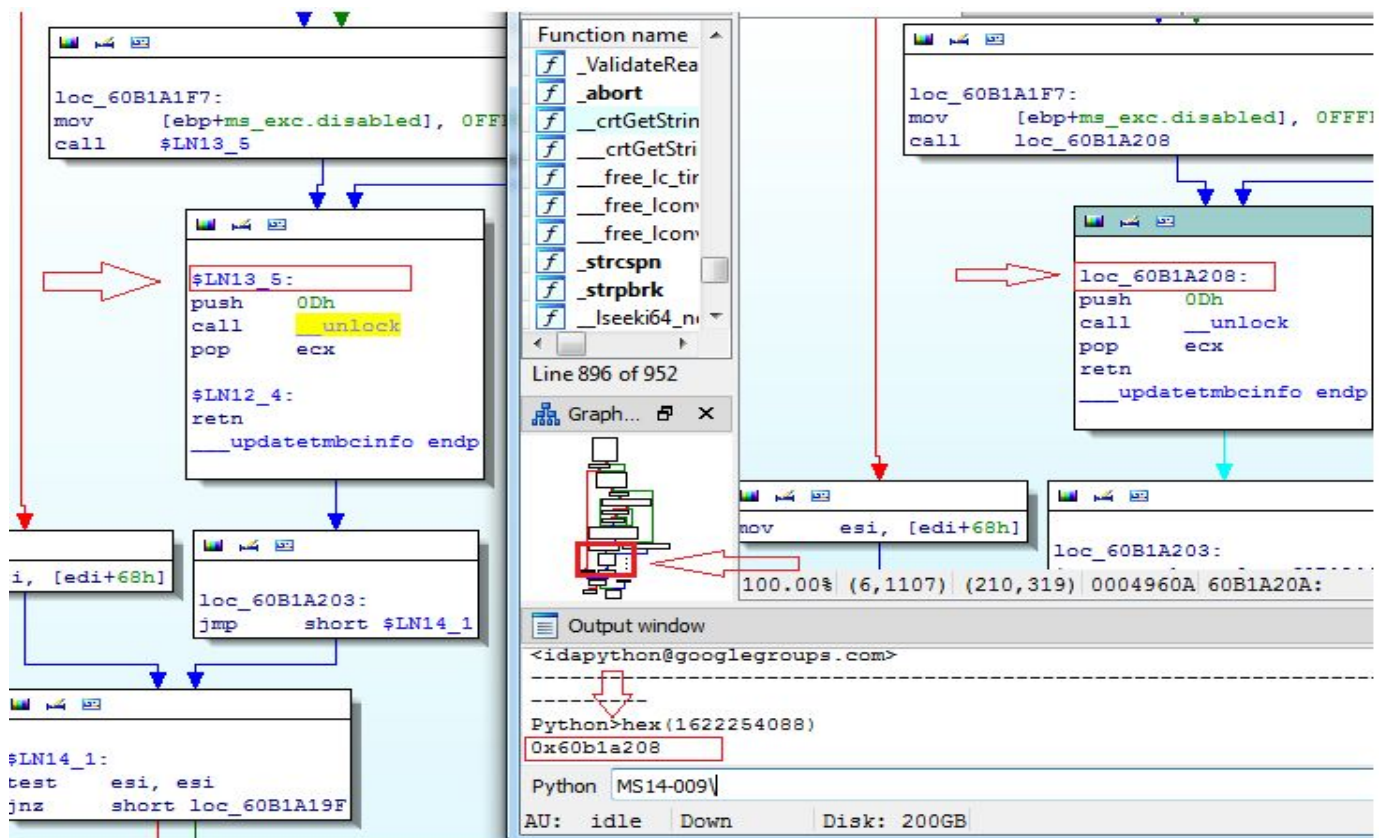 loc_60B1A1F7:
mov [ebp+ms_exc.disabled], 0FF
call $LN13_5
$LN13_5:
push 0Dh
call __unlock
pop ecx
$LN12_4:
retn
___updatetmbcinfo endp
i, [edi+68h]
loc_60B1A203:
jmp short $LN14_1
$LN14_1:
test esi, esi
jnz short loc_60B1A19F
Function name
f _ValidateRea
f _abort
f __crtGetStrin
f ___crtGetStri
f ___free_lc_tir
f ___free_lcon
f ___free_lcon
f _strcspn
f _strpbrk
f __lseeki64_n
Line 896 of 952
Graph...
loc_60B1A1F7:
mov [ebp+ms_exc.disabled], 0FFF
call loc_60B1A208
loc_60B1A208:
push 0Dh
call __unlock
pop ecx
retn
___updatetmbcinfo endp
mov esi, [edi+68h]
loc_60B1A203:
100.00% (6,1107) (210,319) 0004960A 60B1A20A:
Output window
<idapython@googlegroups.com>
Python>hex(1622254088)
0x60b1a208
Python MS14-009\
AU: idle Down Disk: 200GB